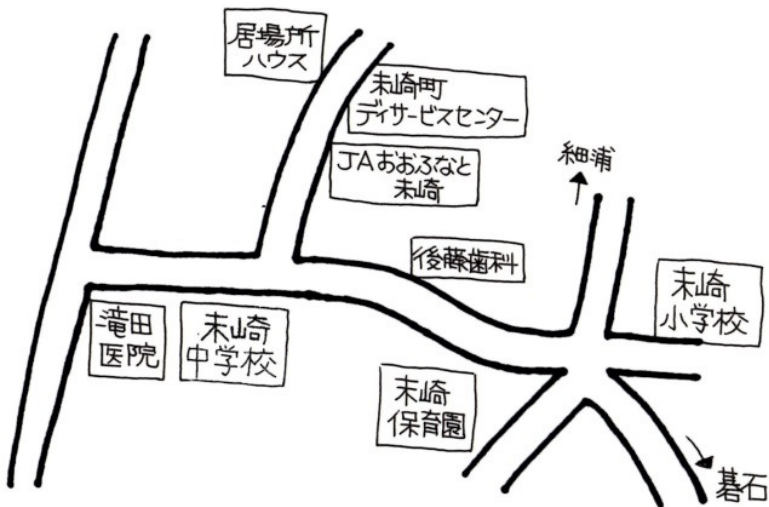 居場所
ハウス
末崎町
デイサービスセンター
JAおおふなと
末崎
細浦
後藤歯科
末崎
小学校
滝田
医院
末崎
中学校
末崎
保育園
碁石